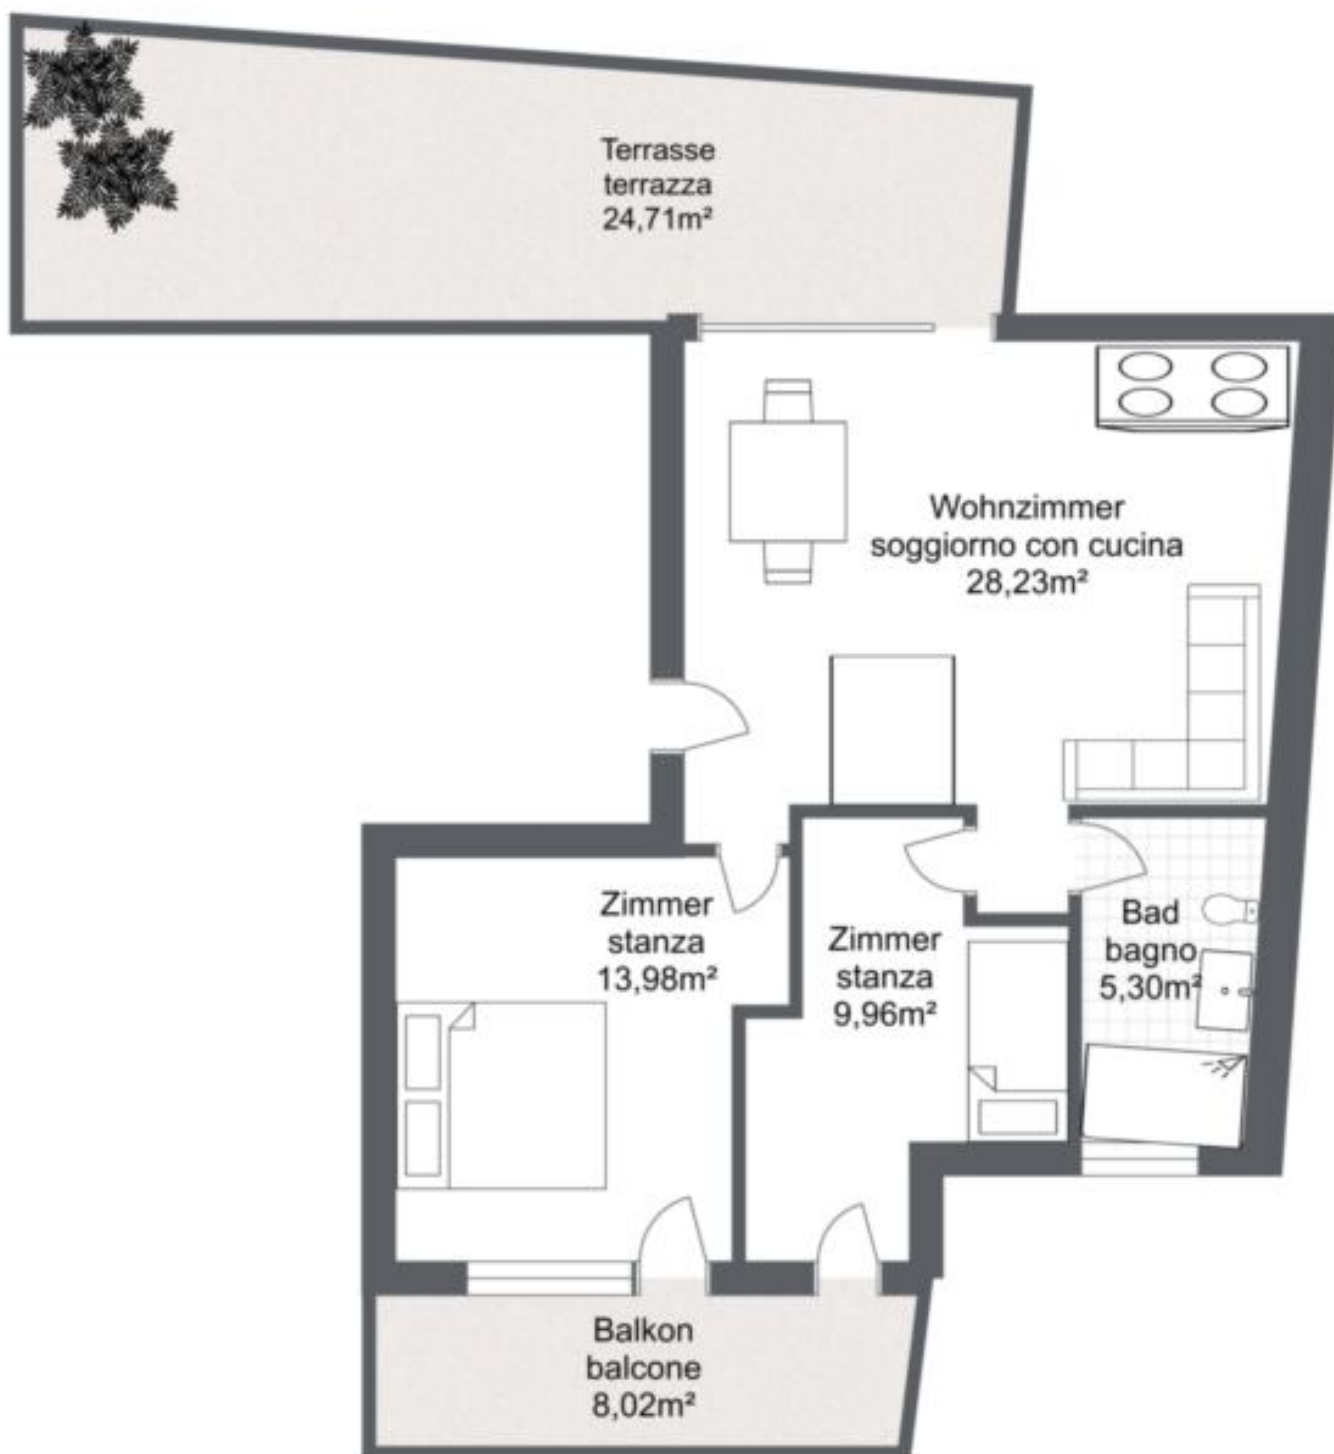 Terrasse
terrazza
24,71m²
Wohnzimmer
soggiorno con cucina
28,23m²
Zimmer
stanza
13,98m²
Zimmer
stanza
9,96m²
Bad
bagno
5,30m²
Balkon
balcone
8,02m²